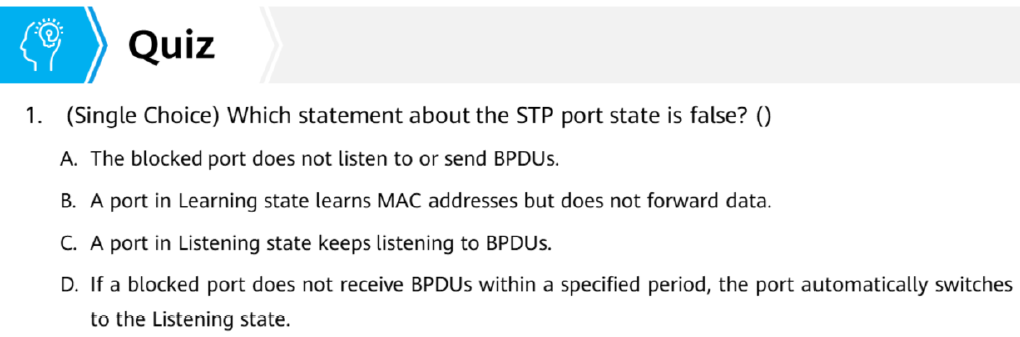 Quiz
1. (Single Choice) Which statement about the STP port state is false? ()
A. The blocked port does not listen to or send BPDUs.
B. A port in Learning state learns MAC addresses but does not forward data.
C. A port in Listening state keeps listening to BPDUs.
D. If a blocked port does not receive BPDUs within a specified period, the port automatically switches
to the Listening state.